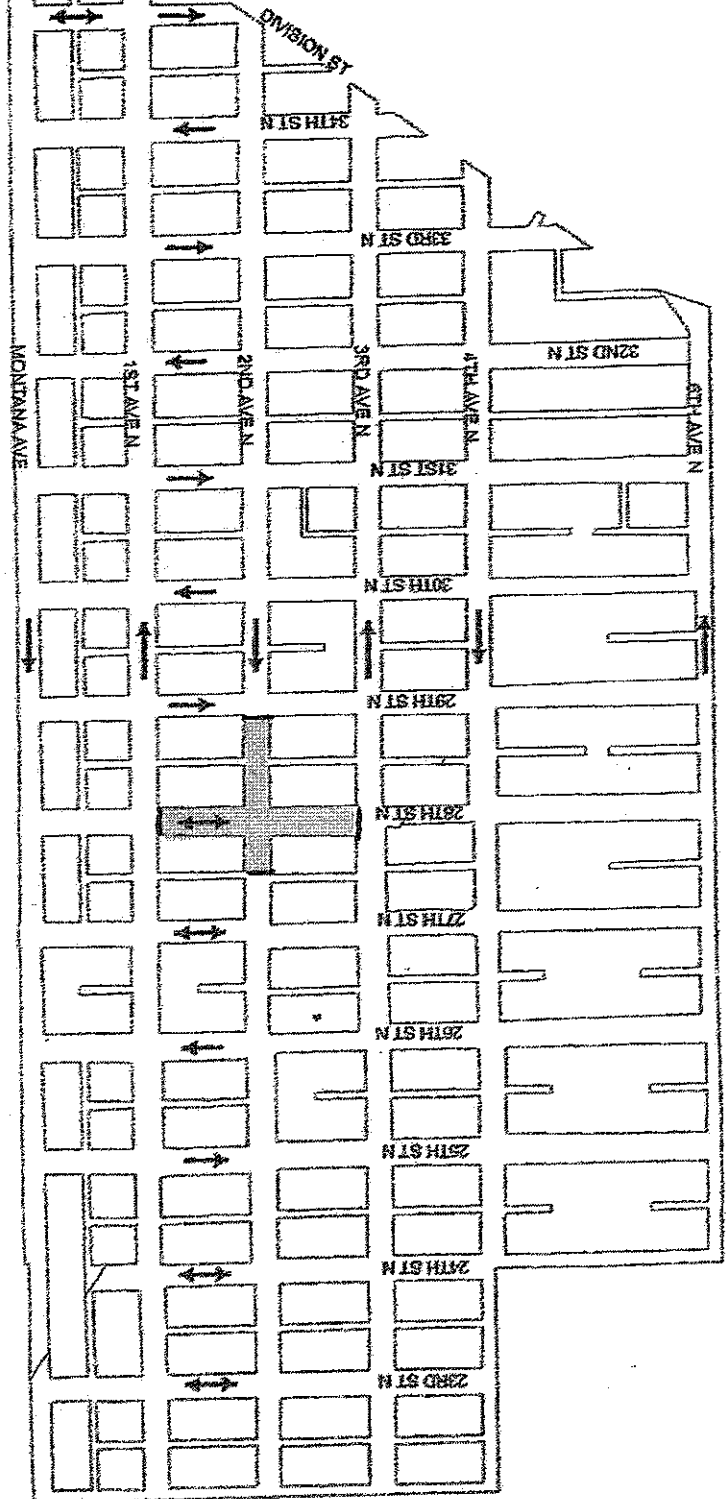 DIVISION ST
34TH ST N
33RD ST N
32ND ST N
MONTANA AVE
1ST AVE N
2ND AVE N
3RD AVE N
4TH AVE N
6TH AVE N
31ST ST N
30TH ST N
29TH ST N
28TH ST N
27TH ST N
26TH ST N
25TH ST N
24TH ST N
23RD ST N